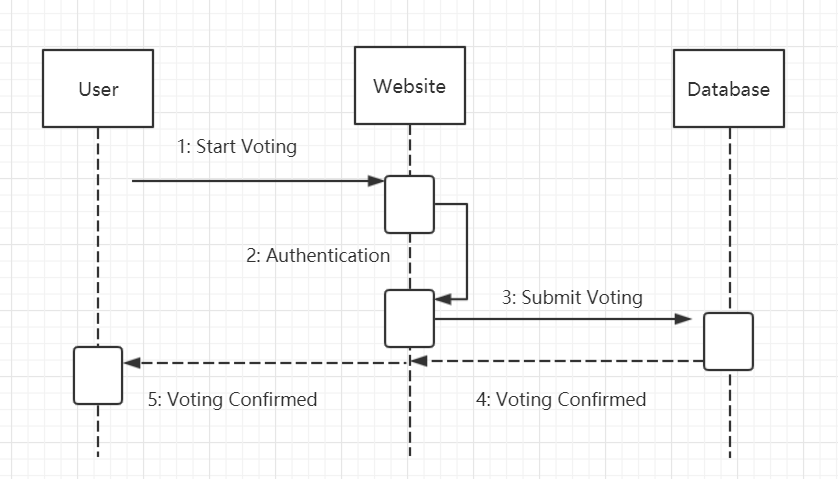 User
Website
Database
1: Start Voting
2: Authentication
3: Submit Voting
5: Voting Confirmed
4: Voting Confirmed